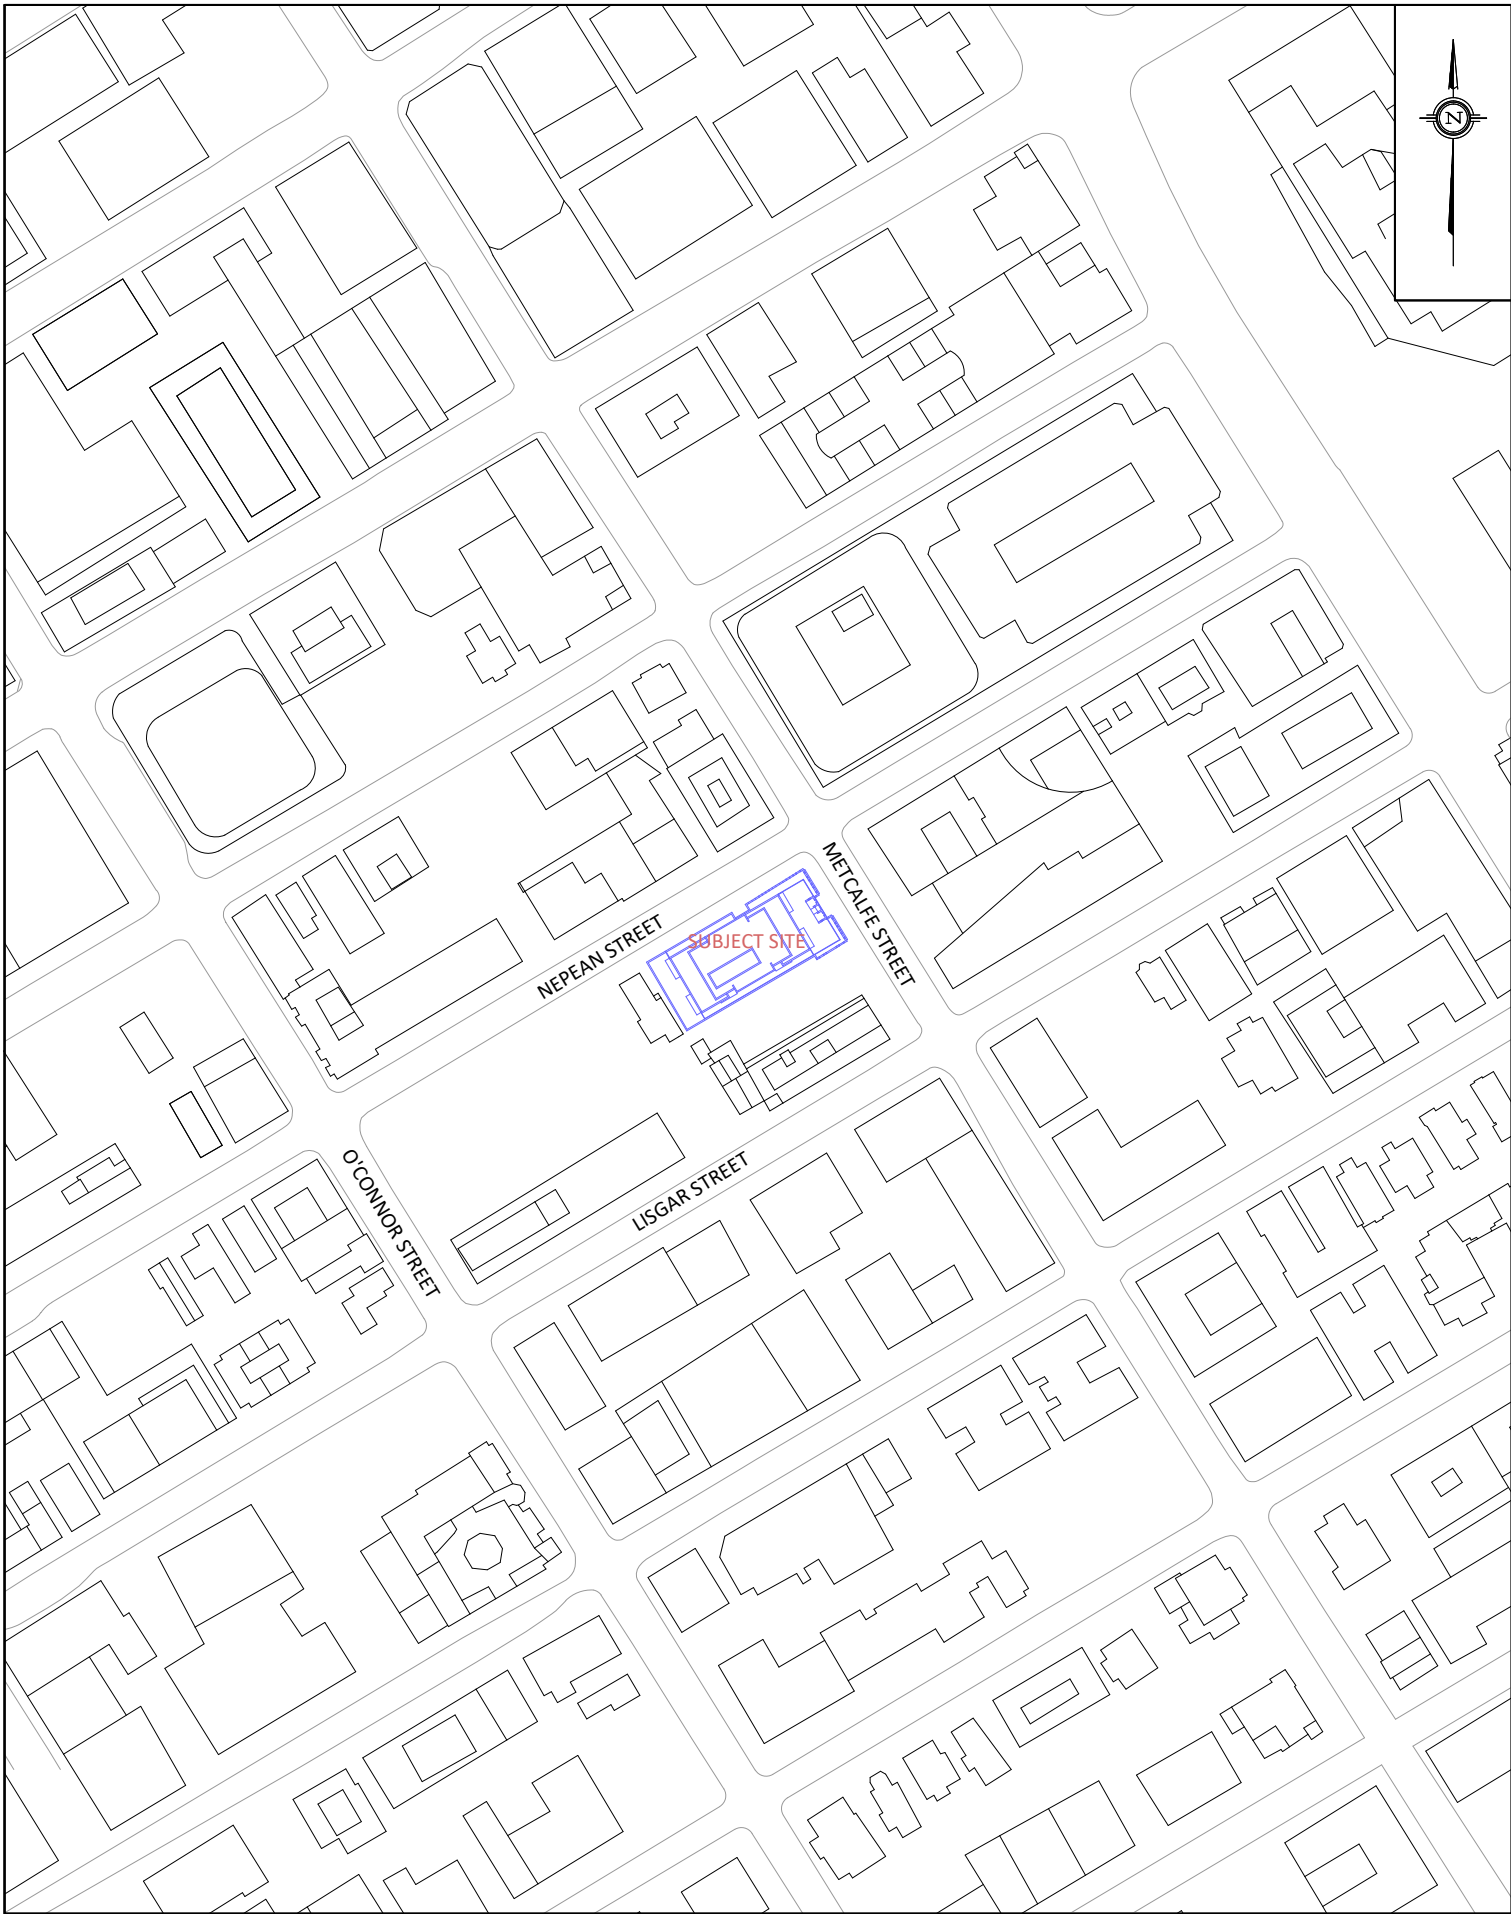 N
METCALFE STREET
NEPEAN STREET
SUBJECT SITE
O'CONNOR STREET
LISGAR STREET